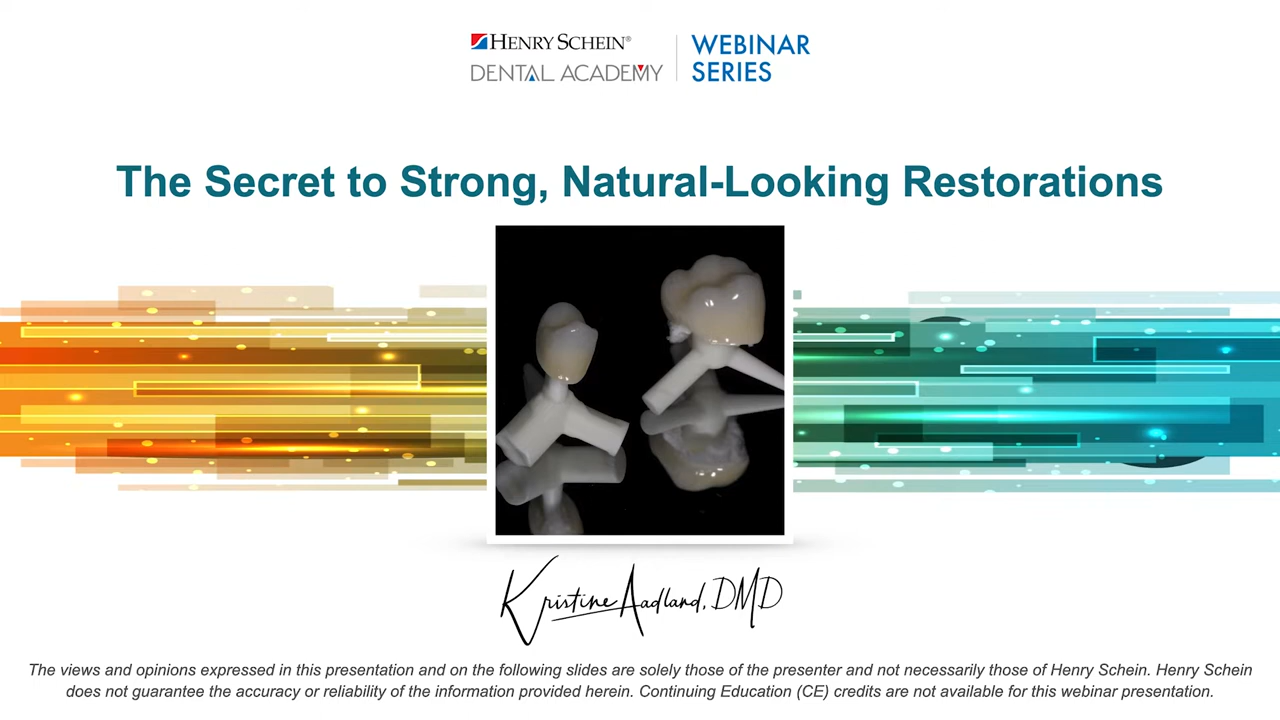 HENRY SCHEIN®
DENTAL ACADEMY
WEBINAR
SERIES
The Secret to Strong, Natural-Looking Restorations
Kristine Aadland, DMD
The views and opinions expressed in this presentation and on the following slides are solely those of the presenter and not necessarily those of Henry Schein. Henry Schein
does not guarantee the accuracy or reliability of the information provided herein. Continuing Education (CE) credits are not available for this webinar presentation.